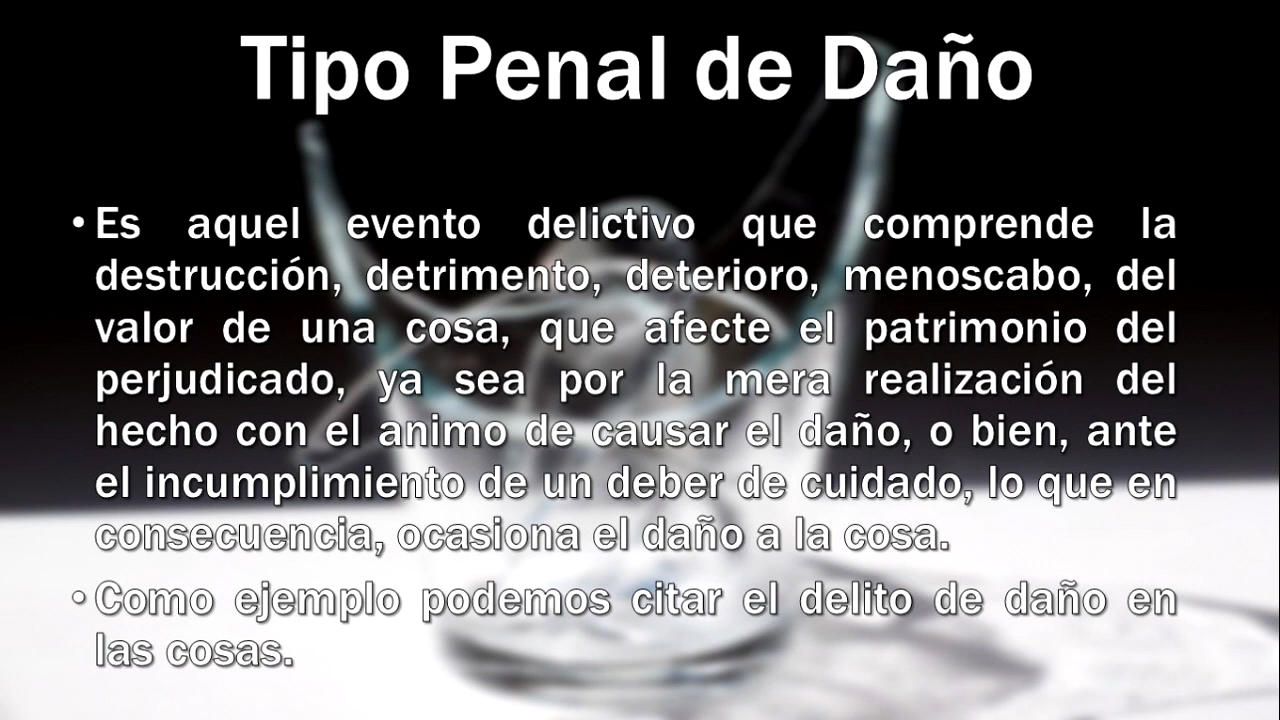 Tipo Penal de Daño
• Es aquel evento delictivo que comprende la
destrucción, detrimento, deterioro, menoscabo, del
valor de una cosa, que afecte el patrimonio del
perjudicado, ya sea por la mera realización del
hecho con el animo de causar el daño, o bien, ante
el incumplimiento de un deber de cuidado, lo que en
consecuencia, ocasiona el daño a la cosa.
• Como ejemplo podemos citar el delito de daño en
las cosas.